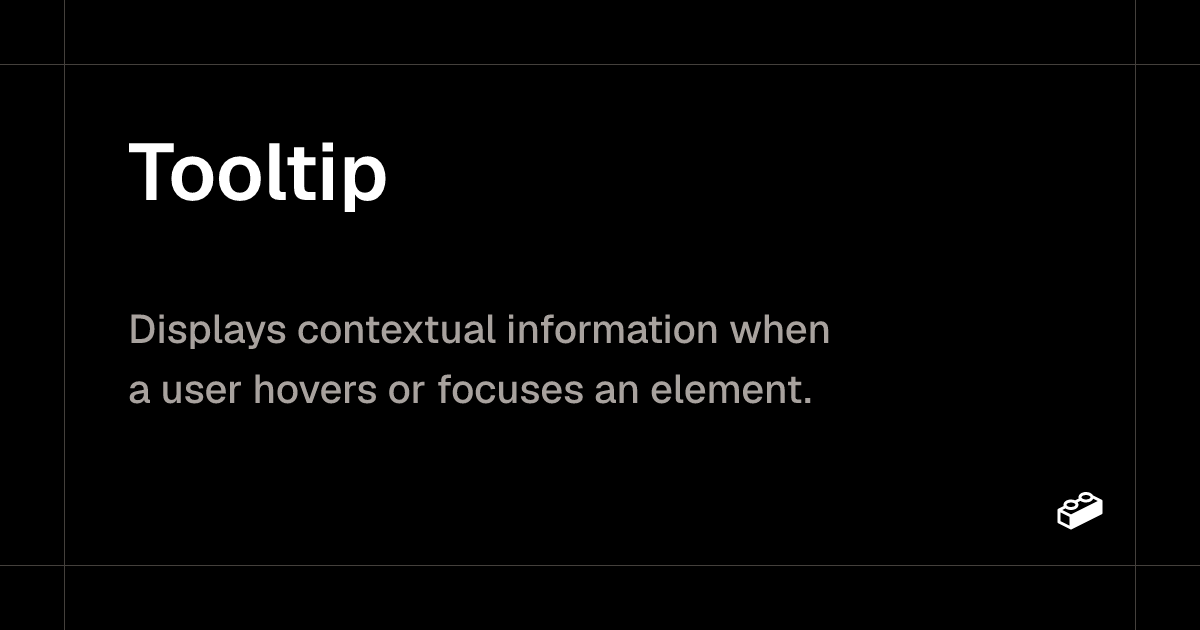 Tooltip
Displays contextual information when
a user hovers or focuses an element.